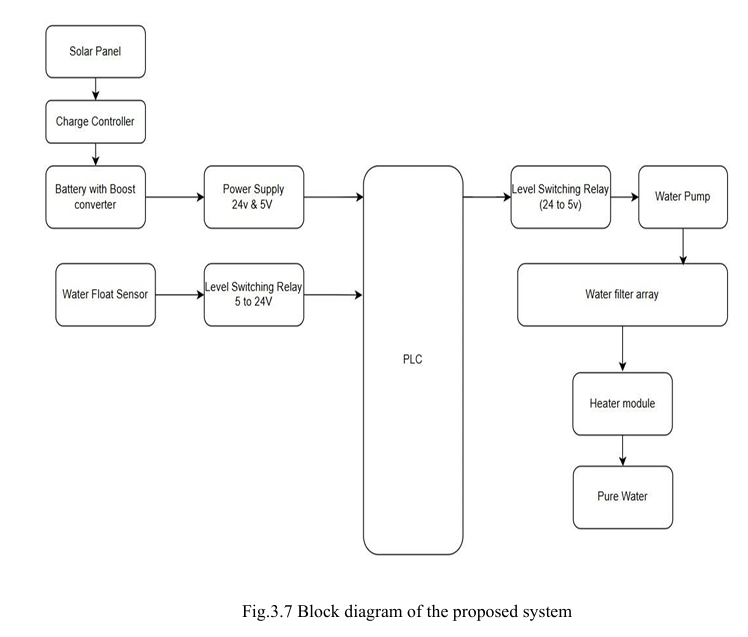 Solar Panel
Charge Controller
Battery with Boost
converter
Power Supply
24v & 5V
Level Switching Relay
(24 to 5v)
Water Pump
Water Float Sensor
Level Switching Relay
5 to 24V
Water filter array
PLC
Heater module
Pure Water
Fig.3.7 Block diagram of the proposed system